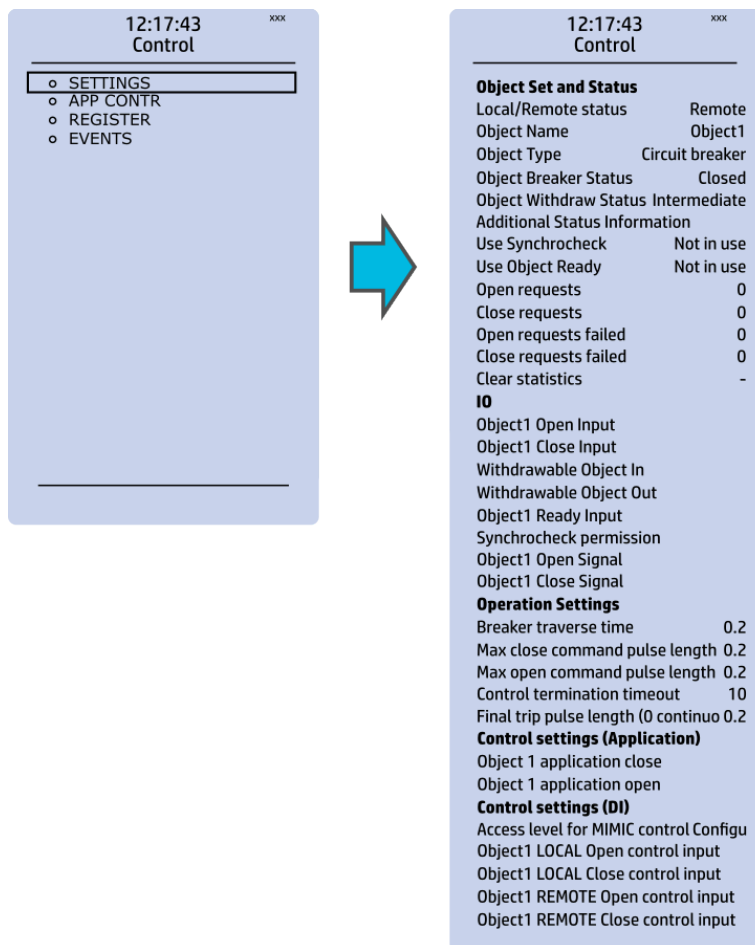 12:17:43
xxx
Control
SETTINGS
APP CONTR
REGISTER
EVENTS
12:17:43
xxx
Control
Object Set and Status
Local/Remote status Remote
Object Name Object1
Object Type Circuit breaker
Object Breaker Status Closed
Object Withdraw Status Intermediate
Additional Status Information
Use Synchrocheck Not in use
Use Object Ready Not in use
Open requests 0
Close requests 0
Open requests failed 0
Close requests failed 0
Clear statistics -
IO
Object1 Open Input
Object1 Close Input
Withdrawable Object In
Withdrawable Object Out
Object1 Ready Input
Synchrocheck permission
Object1 Open Signal
Object1 Close Signal
Operation Settings
Breaker traverse time 0.2
Max close command pulse length 0.2
Max open command pulse length 0.2
Control termination timeout 10
Final trip pulse length (0 continuo 0.2
Control settings (Application)
Object 1 application close
Object 1 application open
Control settings (DI)
Access level for MIMIC control Configu
Object1 LOCAL Open control input
Object1 LOCAL Close control input
Object1 REMOTE Open control input
Object1 REMOTE Close control input